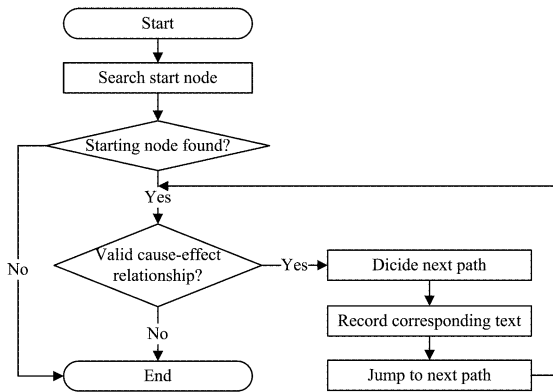 Start
Search start node
Starting node found?
Yes
Valid cause-effect
relationship?
Yes
Dicide next path
No
Record corresponding text
No
End
Jump to next path